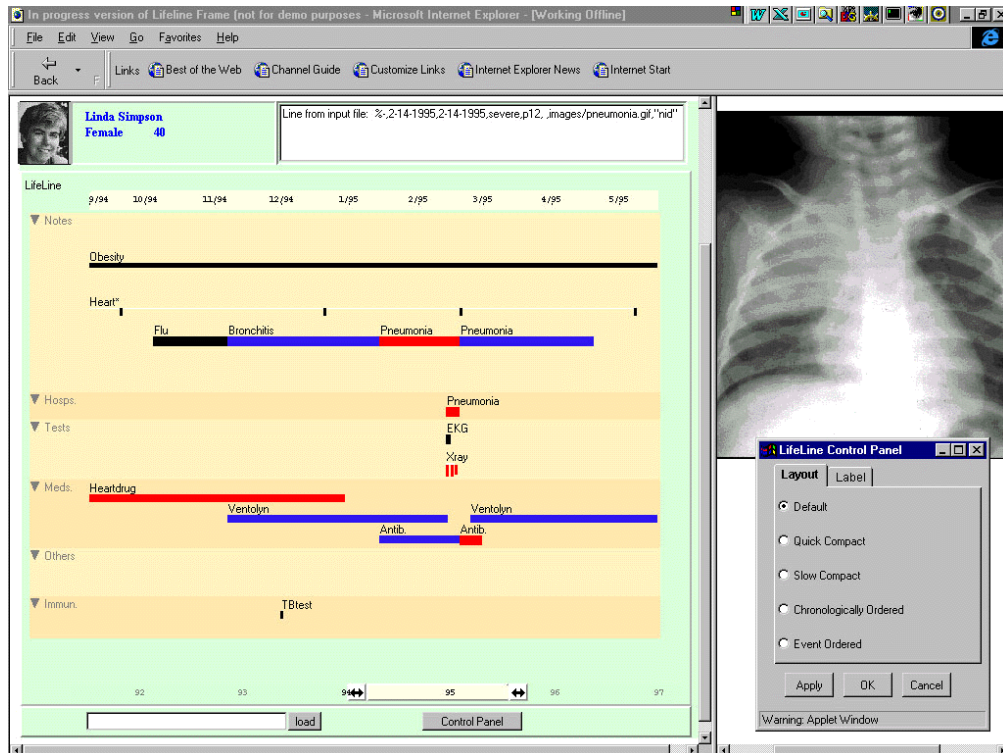 In progress version of Lifeline Frame [not for demo purposes - Microsoft Internet Explorer - [Working Offline]
File Edit View Go Favorites Help
Back F Links Best of the Web Channel Guide Customize Links Internet Explorer News Internet Start
Linda Simpson
Female 40
Line from input file: %-,2-14-1995,2-14-1995,severe,p12, ,images/pneumonia.gif,"nid"
LifeLine
9/94 10/94 11/94 12/94 1/95 2/95 3/95 4/95 5/95
Notes
Obesity
Heart*
Flu Bronchitis Pneumonia Pneumonia
Hosps. Pneumonia
Tests EKG
Xray
Meds. Heartdrug
Ventolyn Ventolyn
Antib. Antib.
Others
Immun. TBtest
92 93 94 95 96 97
load Control Panel
LifeLine Control Panel
Layout Label
Default
Quick Compact
Slow Compact
Chronologically Ordered
Event Ordered
Apply OK Cancel
Warning: Applet Window